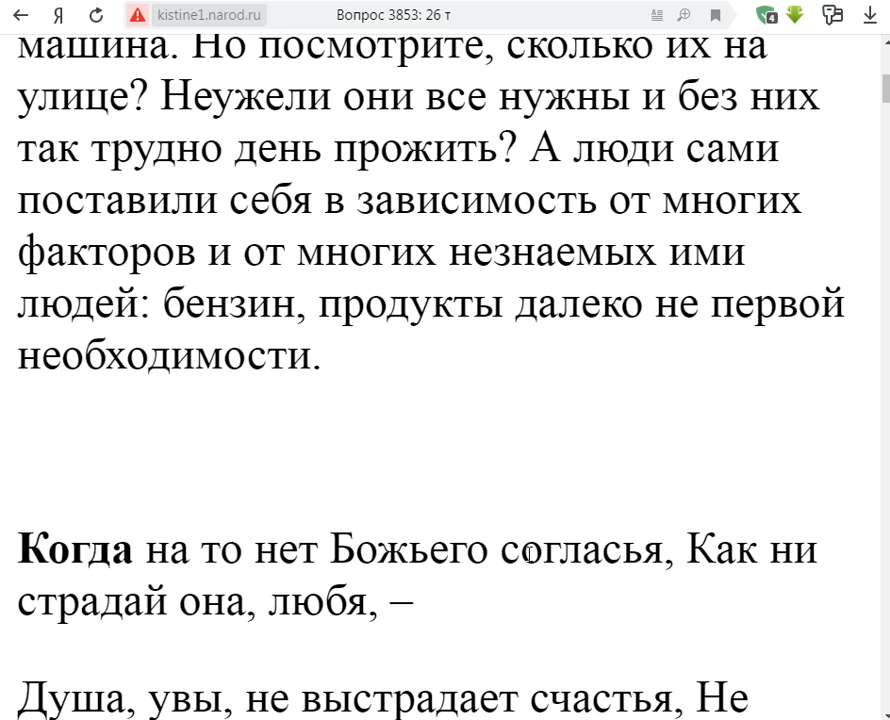 Я
kistine1.narod.ru
Вопрос 3853: 26 т
4
машина. Но посмотрите, сколько их на
улице? Неужели они все нужны и без них
так трудно день прожить? А люди сами
поставили себя в зависимость от многих
факторов и от многих незнаемых ими
людей: бензин, продукты далеко не первой
необходимости.
Когда на то нет Божьего согласья, Как ни
страдай она, любя, –
Душа, увы, не выстрадает счастья, Не